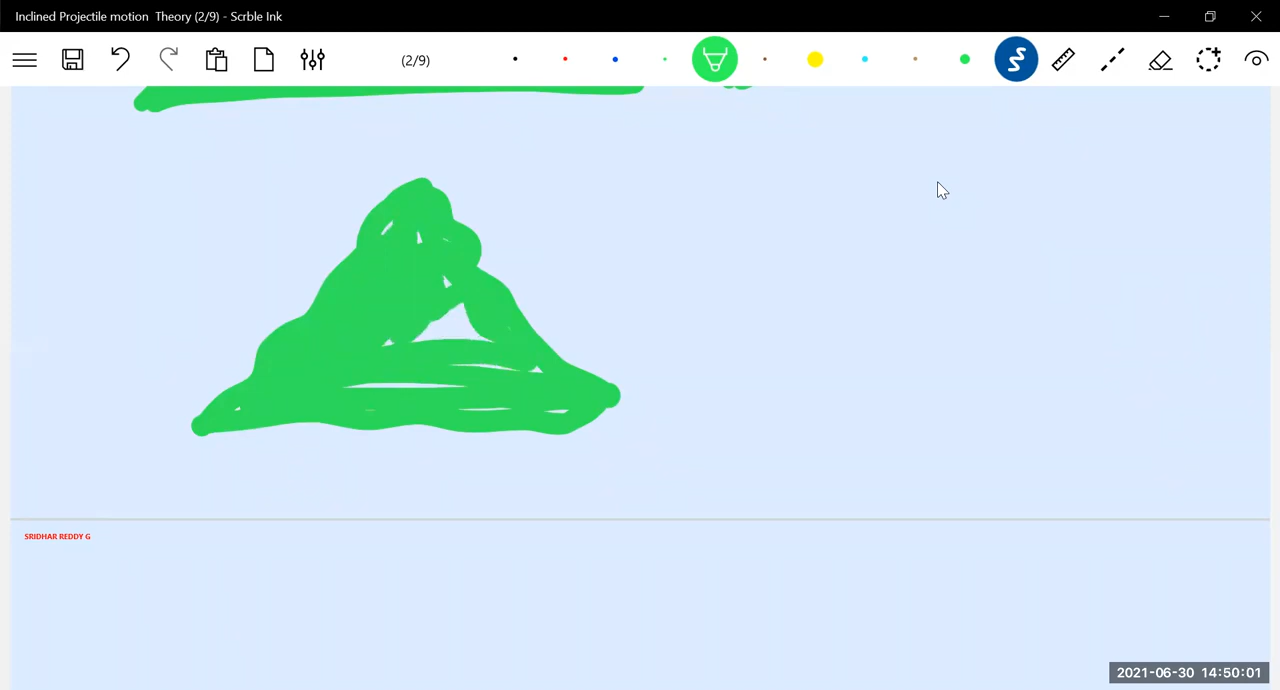 Inclined Projectile motion  Theory (2/9) - Scrble Ink
(2/9)
SRIDHAR REDDY G
2021-06-30 14:50:01